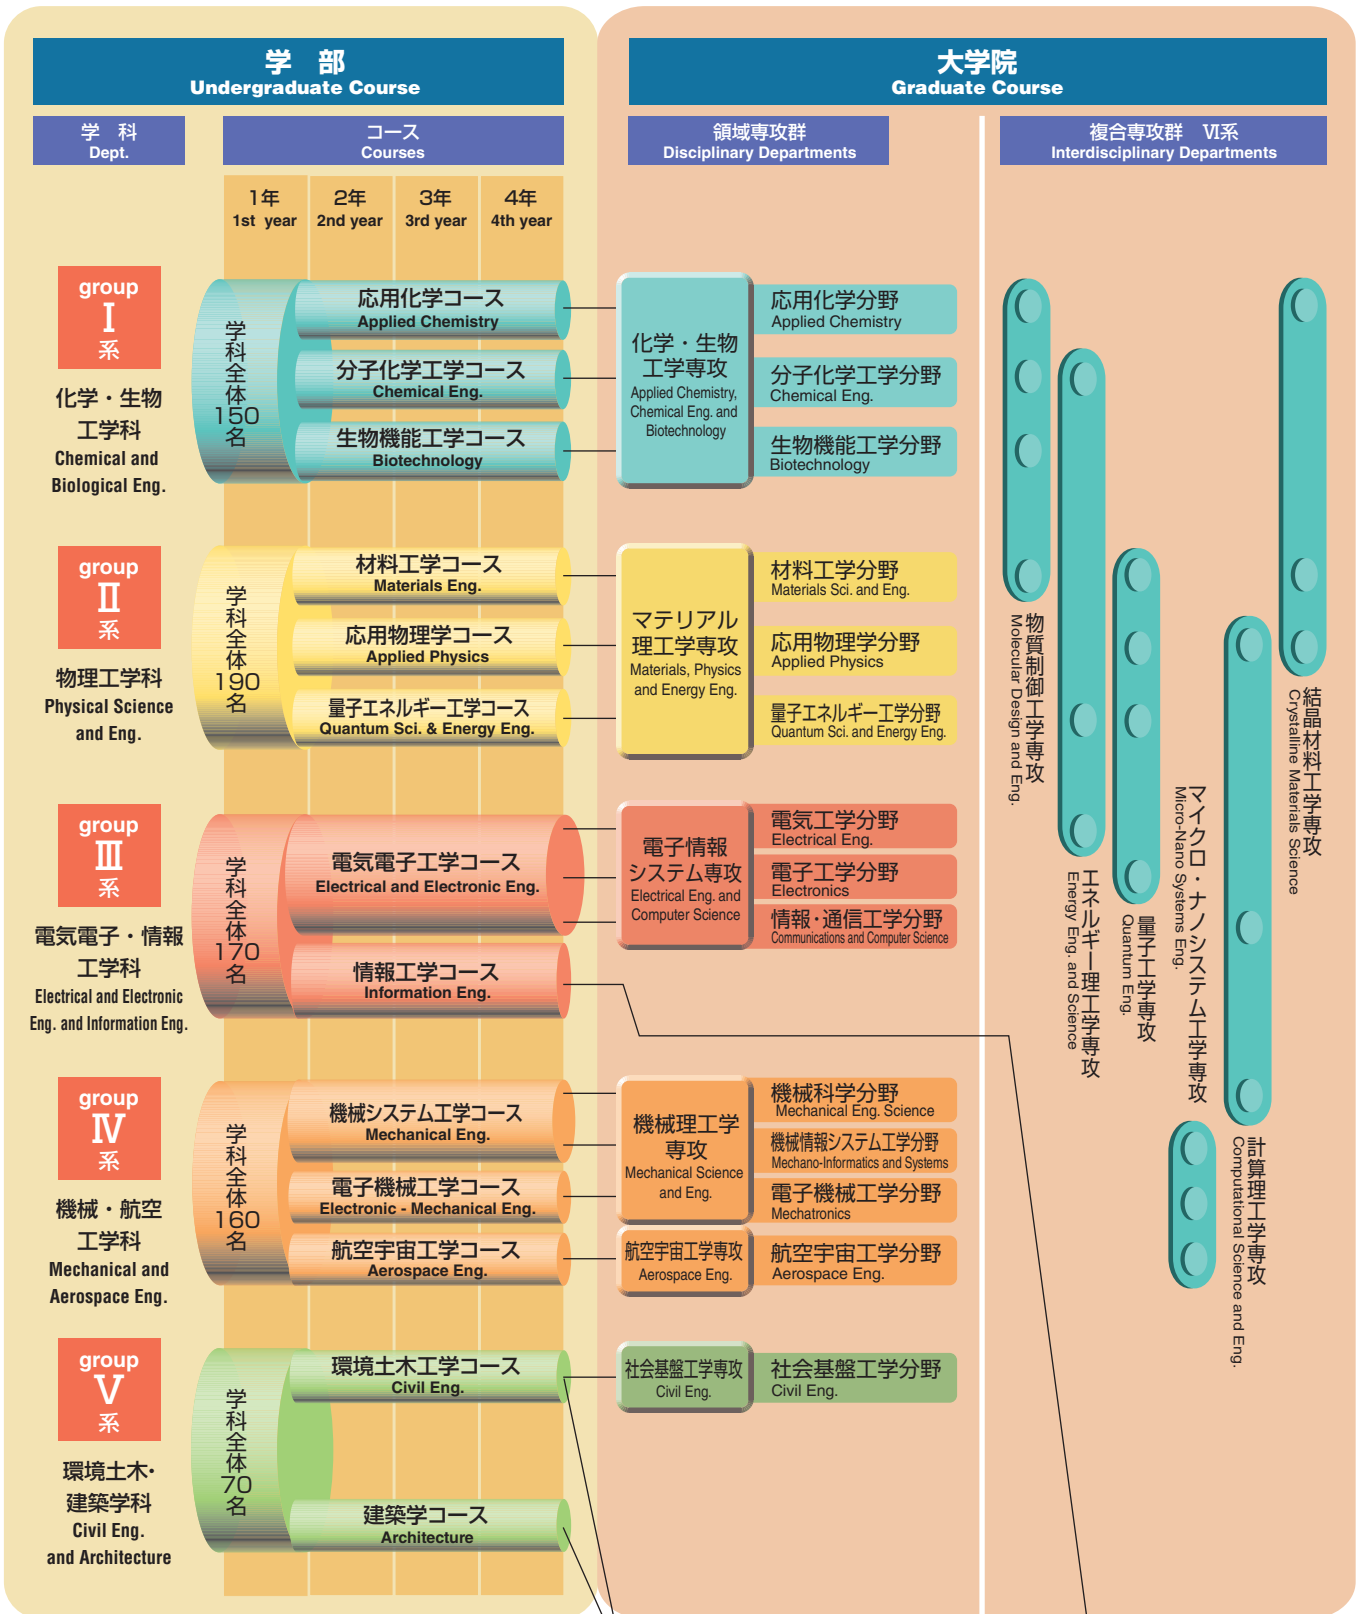 学　部
Undergraduate Course
大学院
Graduate Course
学　科
Dept.
コース
Courses
領域専攻群
Disciplinary Departments
複合専攻群　Ⅵ系
Interdisciplinary Departments
1年
1st year
2年
2nd year
3年
3rd year
4年
4th year
group
Ⅰ
系
化学・生物
工学科
Chemical and
Biological Eng.
学科全体150名
応用化学コース
Applied Chemistry
分子化学工学コース
Chemical Eng.
生物機能工学コース
Biotechnology
化学・生物
工学専攻
Applied Chemistry,
Chemical Eng. and
Biotechnology
応用化学分野
Applied Chemistry
分子化学工学分野
Chemical Eng.
生物機能工学分野
Biotechnology
group
Ⅱ
系
物理工学科
Physical Science
and Eng.
学科全体190名
材料工学コース
Materials Eng.
応用物理学コース
Applied Physics
量子エネルギー工学コース
Quantum Sci. & Energy Eng.
マテリアル
理工学専攻
Materials, Physics
and Energy Eng.
材料工学分野
Materials Sci. and Eng.
応用物理学分野
Applied Physics
量子エネルギー工学分野
Quantum Sci. and Energy Eng.
group
Ⅲ
系
電気電子・情報
工学科
Electrical and Electronic
Eng. and Information Eng.
学科全体170名
電気電子工学コース
Electrical and Electronic Eng.
情報工学コース
Information Eng.
電子情報
システム専攻
Electrical Eng. and
Computer Science
電気工学分野
Electrical Eng.
電子工学分野
Electronics
情報・通信工学分野
Communications and Computer Science
group
Ⅳ
系
機械・航空
工学科
Mechanical and
Aerospace Eng.
学科全体160名
機械システム工学コース
Mechanical Eng.
電子機械工学コース
Electronic - Mechanical Eng.
航空宇宙工学コース
Aerospace Eng.
機械理工学
専攻
Mechanical Science
and Eng.
機械科学分野
Mechanical Eng. Science
機械情報システム工学分野
Mechano-Informatics and Systems
電子機械工学分野
Mechatronics
航空宇宙工学専攻
Aerospace Eng.
航空宇宙工学分野
Aerospace Eng.
group
Ⅴ
系
環境土木・
建築学科
Civil Eng.
and Architecture
学科全体70名
環境土木工学コース
Civil Eng.
建築学コース
Architecture
社会基盤工学専攻
Civil Eng.
社会基盤工学分野
Civil Eng.
物質制御工学専攻
Molecular Design and Eng.
エネルギー理工学専攻
Energy Eng. and Science
量子工学専攻
Quantum Eng.
マイクロ・ナノシステム工学専攻
Micro-Nano Systems Eng.
計算理工学専攻
Computational Science and Eng.
結晶材料工学専攻
Crystalline Materials Science